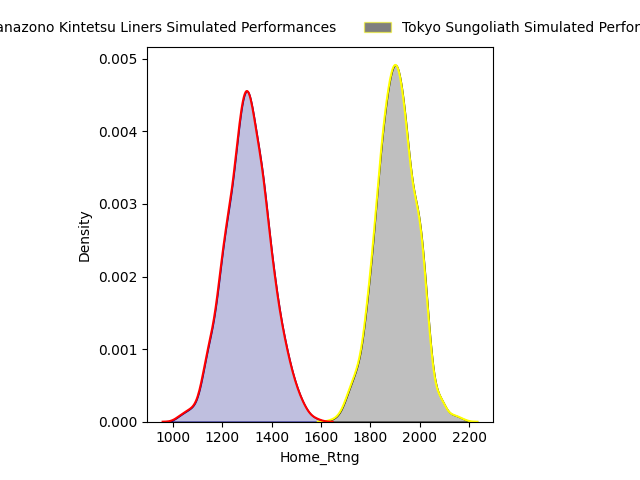 anazono Kintetsu Liners Simulated Performances Tokyo Sungoliath Simulated Perfor
0.005
0.004
0.003
0.002
0.001
0.000
Density
1000 1200 1400 1600 1800 2000 2200
Home_Rtng